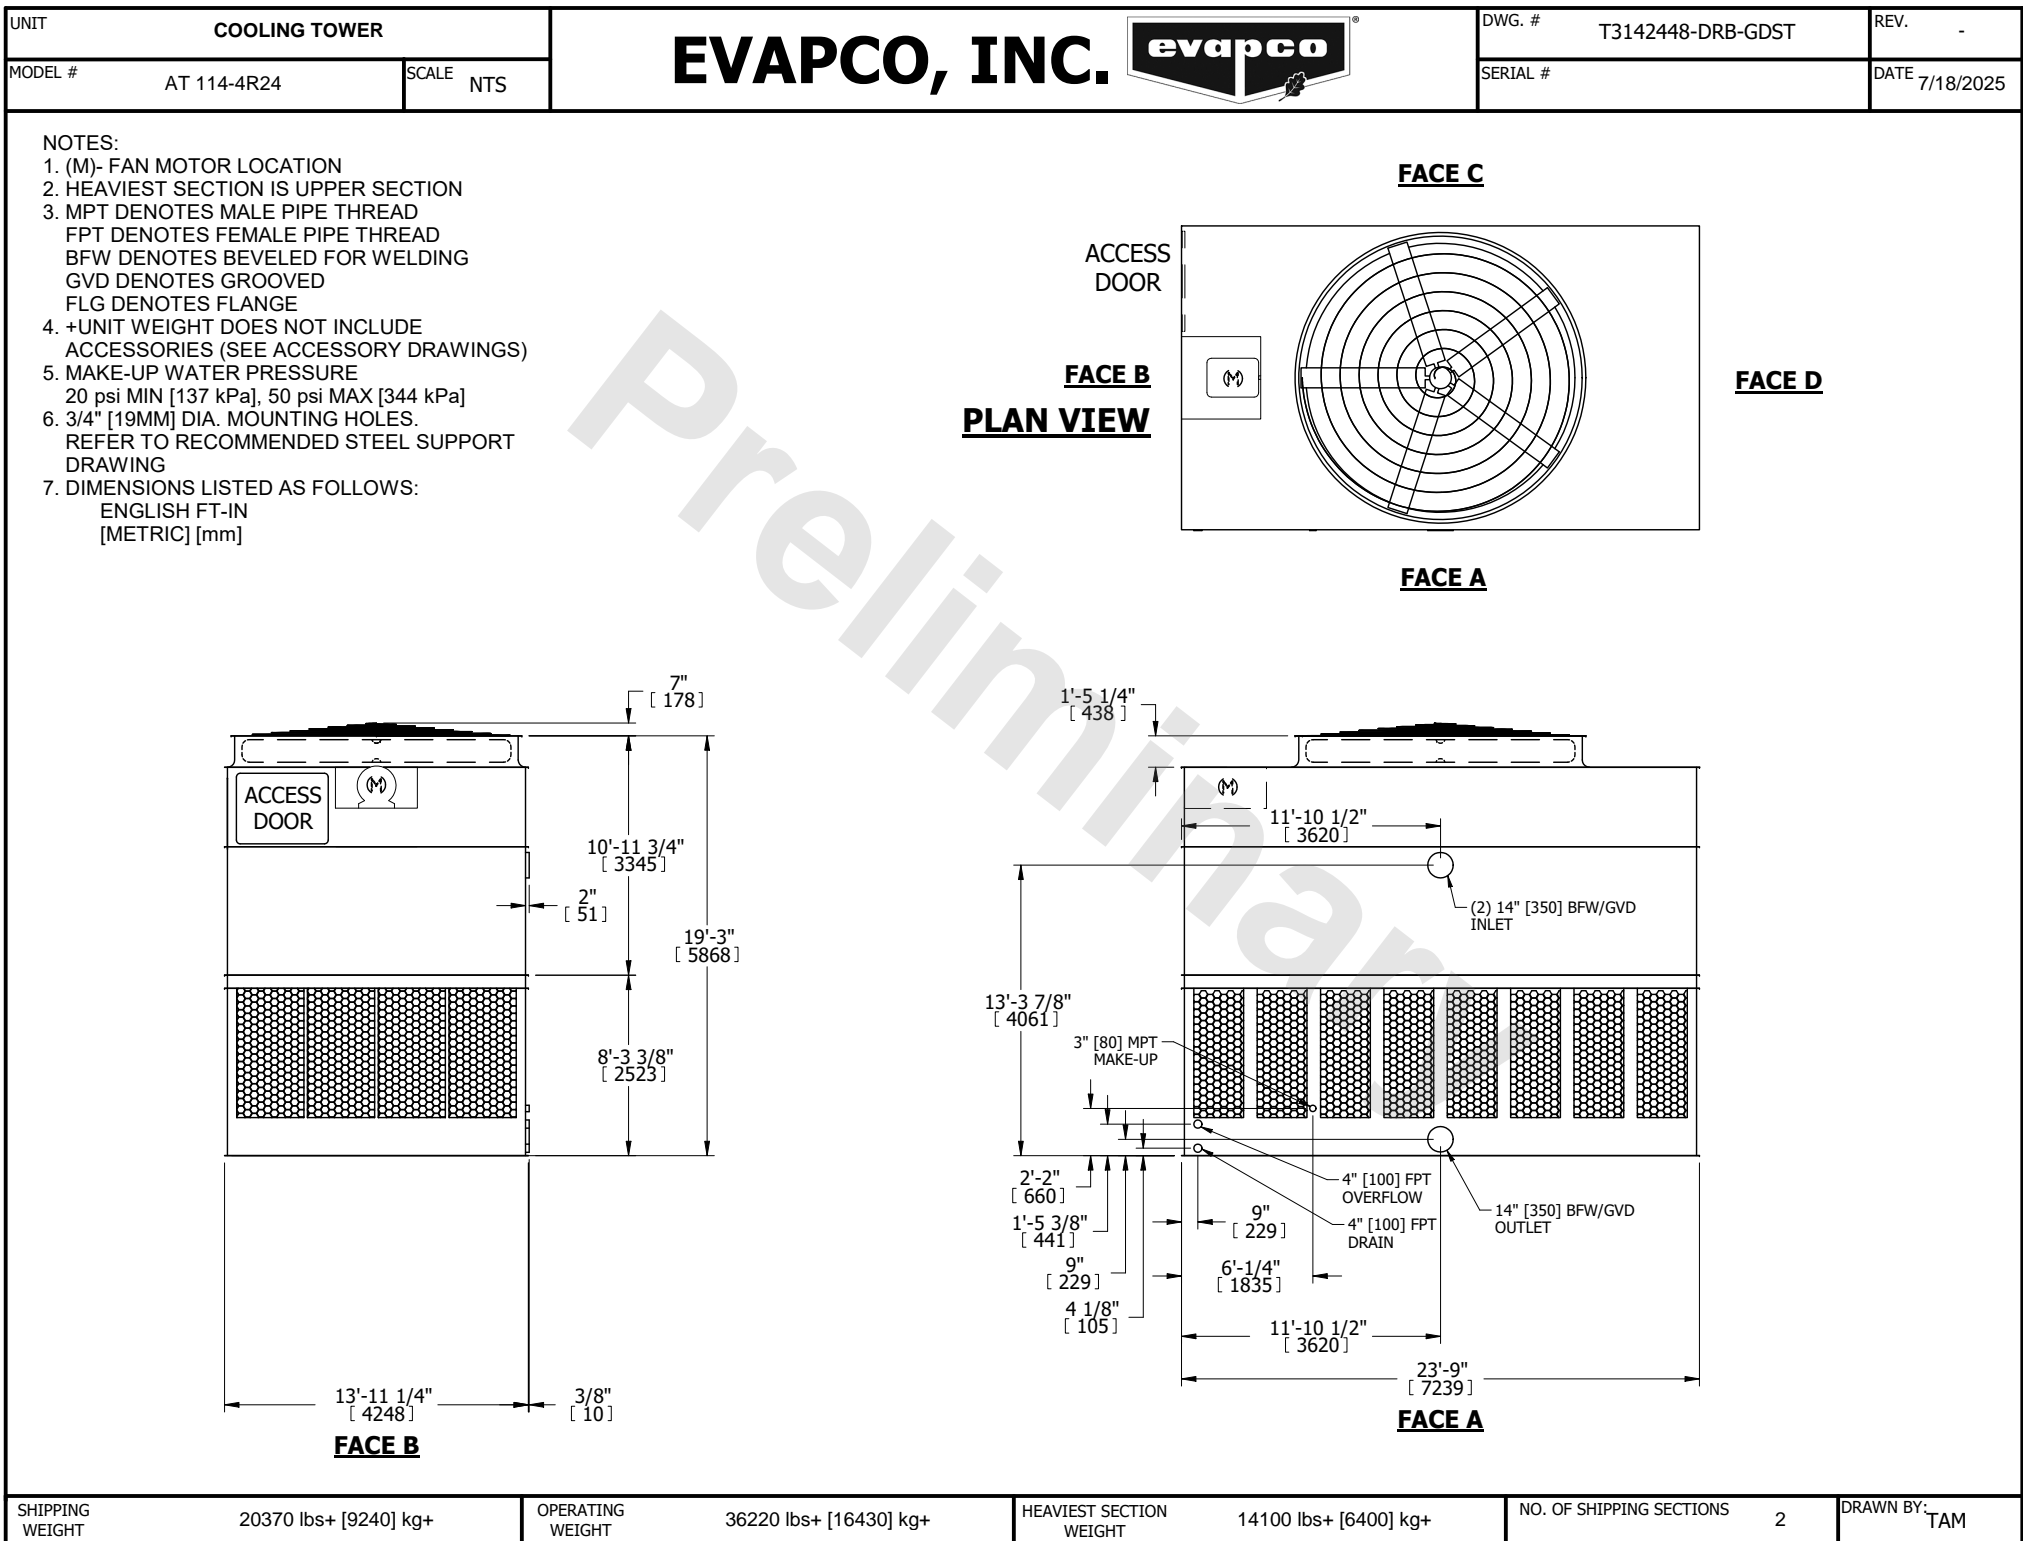 UNIT
COOLING TOWER
MODEL #
AT 114-4R24
SCALE
NTS
EVAPCO, INC.
evapco
®
DWG. #
T3142448-DRB-GDST
REV.
-
SERIAL #
DATE
7/18/2025
NOTES:
1. (M)- FAN MOTOR LOCATION
2. HEAVIEST SECTION IS UPPER SECTION
3. MPT DENOTES MALE PIPE THREAD
FPT DENOTES FEMALE PIPE THREAD
BFW DENOTES BEVELED FOR WELDING
GVD DENOTES GROOVED
FLG DENOTES FLANGE
4. +UNIT WEIGHT DOES NOT INCLUDE
ACCESSORIES (SEE ACCESSORY DRAWINGS)
5. MAKE-UP WATER PRESSURE
20 psi MIN [137 kPa], 50 psi MAX [344 kPa]
6. 3/4" [19MM] DIA. MOUNTING HOLES.
REFER TO RECOMMENDED STEEL SUPPORT
DRAWING
7. DIMENSIONS LISTED AS FOLLOWS:
ENGLISH FT-IN
[METRIC] [mm]
FACE C
ACCESS
DOOR
FACE B
(M)
FACE D
PLAN VIEW
FACE A
Preliminary
7"
[ 178]
ACCESS
DOOR
(M)
10'-11 3/4"
[ 3345]
2"
[ 51]
19'-3"
[ 5868]
8'-3 3/8"
[ 2523]
13'-11 1/4"
[ 4248]
3/8"
[ 10]
FACE B
1'-5 1/4"
[ 438 ]
(M)
11'-10 1/2"
[ 3620]
(2) 14" [350] BFW/GVD
INLET
13'-3 7/8"
[ 4061]
3" [80] MPT
MAKE-UP
2'-2"
[ 660]
1'-5 3/8"
[ 441]
9"
[ 229]
4 1/8"
[ 105]
4" [100] FPT
OVERFLOW
9"
[ 229]
4" [100] FPT
DRAIN
14" [350] BFW/GVD
OUTLET
6'-1/4"
[ 1835]
11'-10 1/2"
[ 3620]
23'-9"
[ 7239]
FACE A
SHIPPING
WEIGHT
20370 lbs+ [9240] kg+
OPERATING
WEIGHT
36220 lbs+ [16430] kg+
HEAVIEST SECTION
WEIGHT
14100 lbs+ [6400] kg+
NO. OF SHIPPING SECTIONS
2
DRAWN BY:
TAM